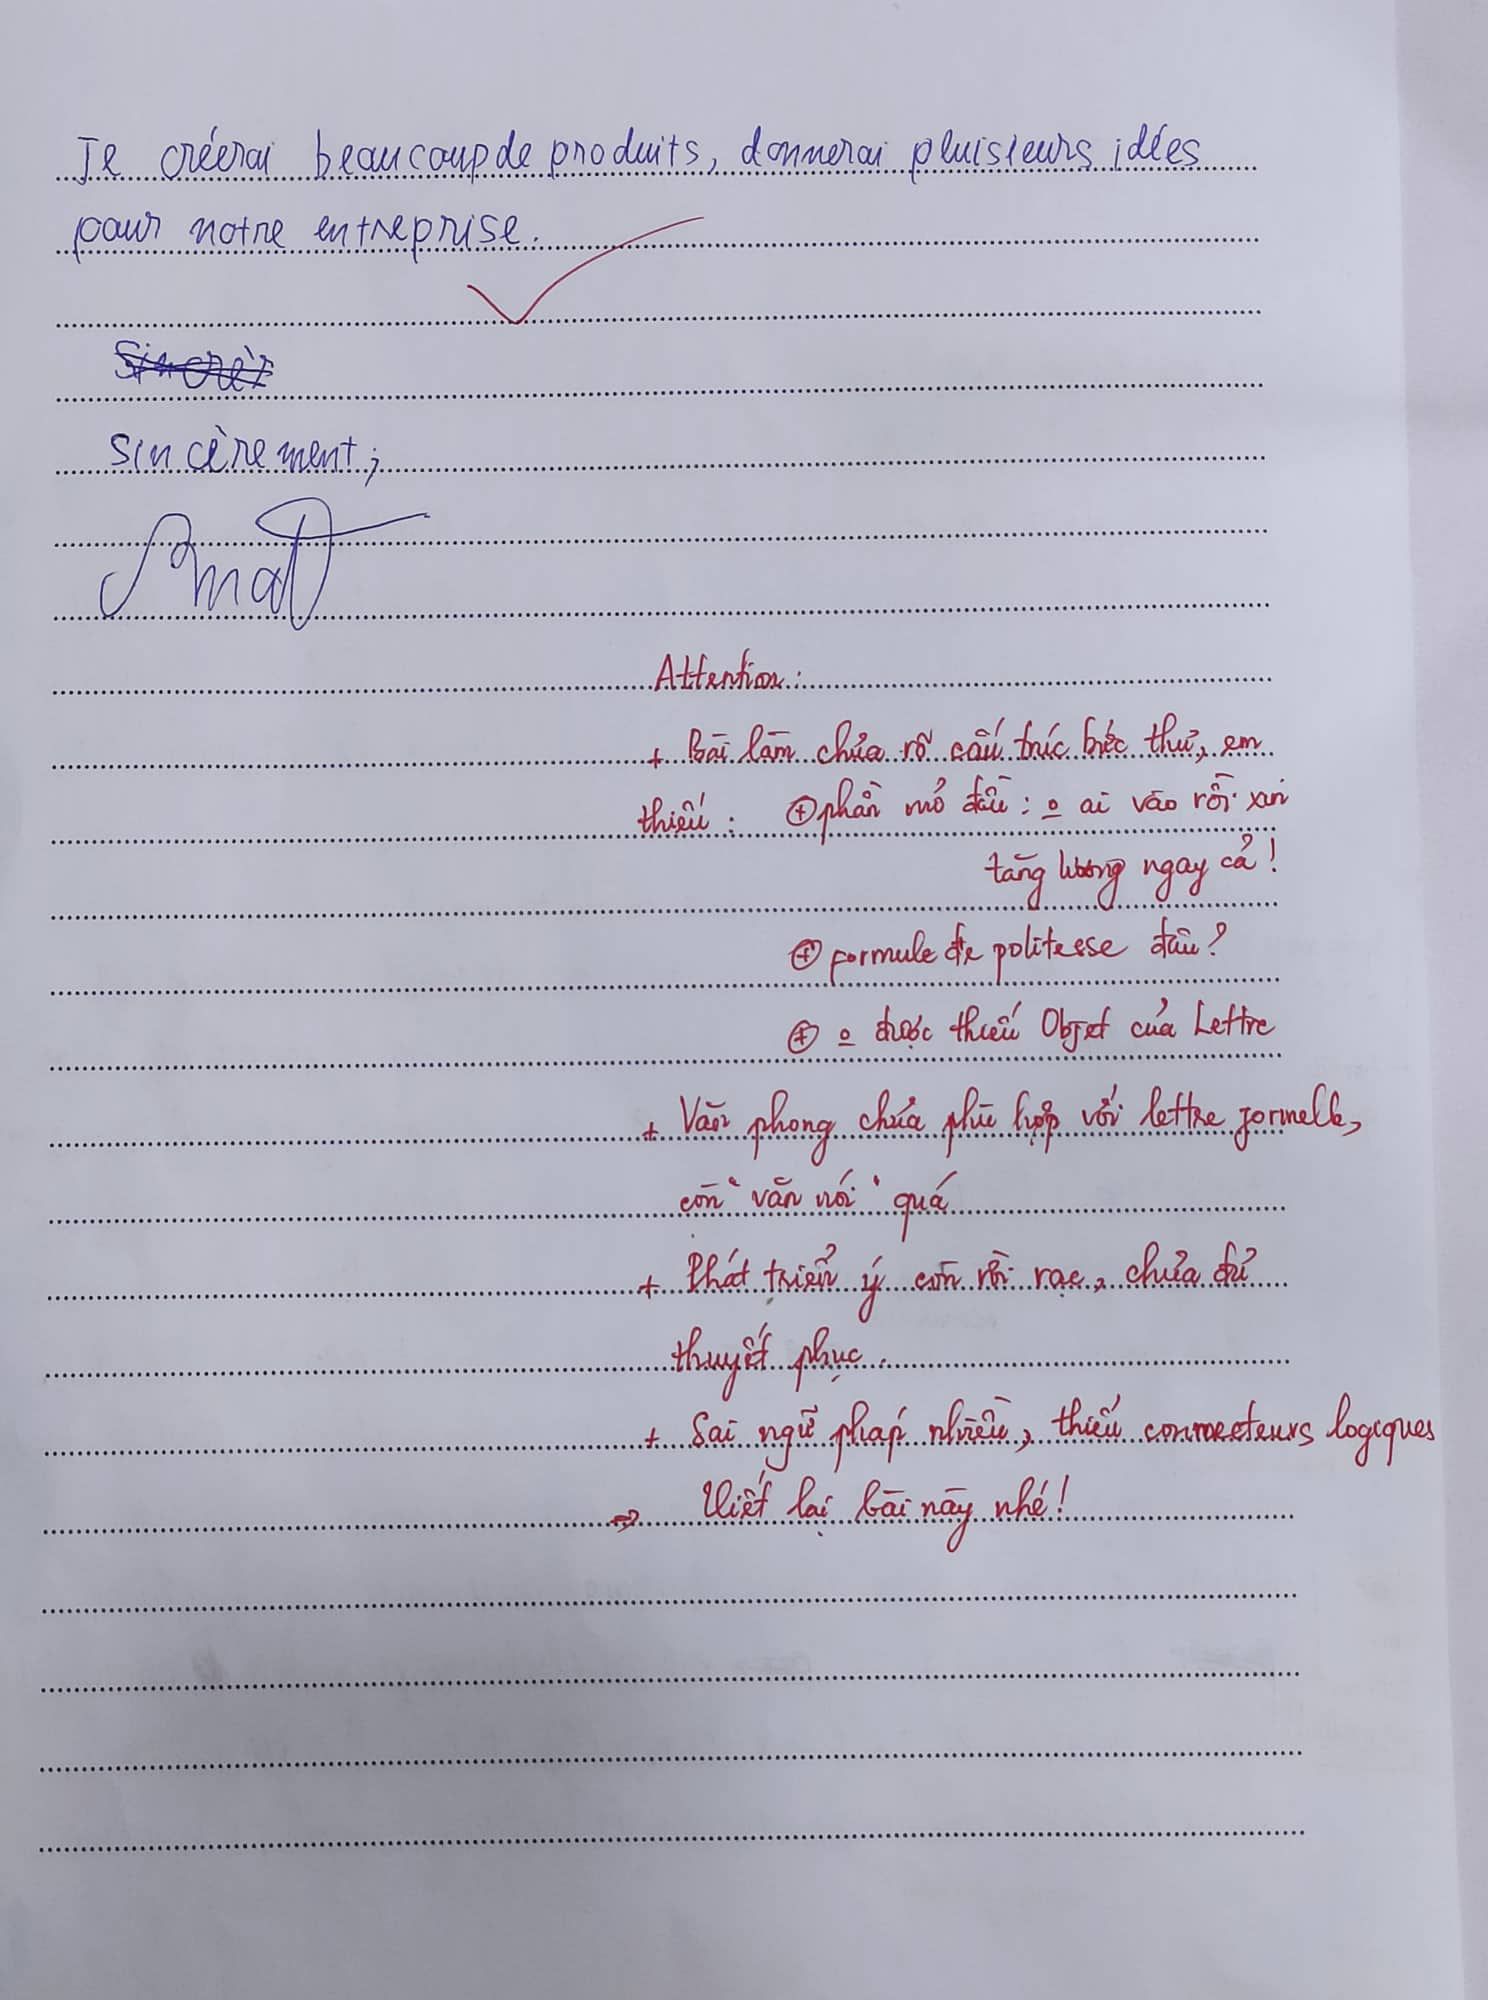 Je créerai beaucoup de produits, donnerai pluisieurs idées
pour notre entreprise.
Sincrèr
sincèrement,
Attention:
+ Bài làm chưa rõ cấu trúc bức thư, em
thiếu: ⊕ phần mở đầu: o ai vào rồi xin
tăng lương ngay cả!
⊕ formule de politesse đâu?
⊕ o được thiếu Objet của Lettre
+ Văn phong chưa phù hợp với lettre formelle,
còn "văn nói" quá
+ Phát triển ý còn rời rạc, chưa đủ
thuyết phục.
+ Sai ngữ pháp nhiều, thiếu connecteurs logiques
⇒ Viết lại bài này nhé!